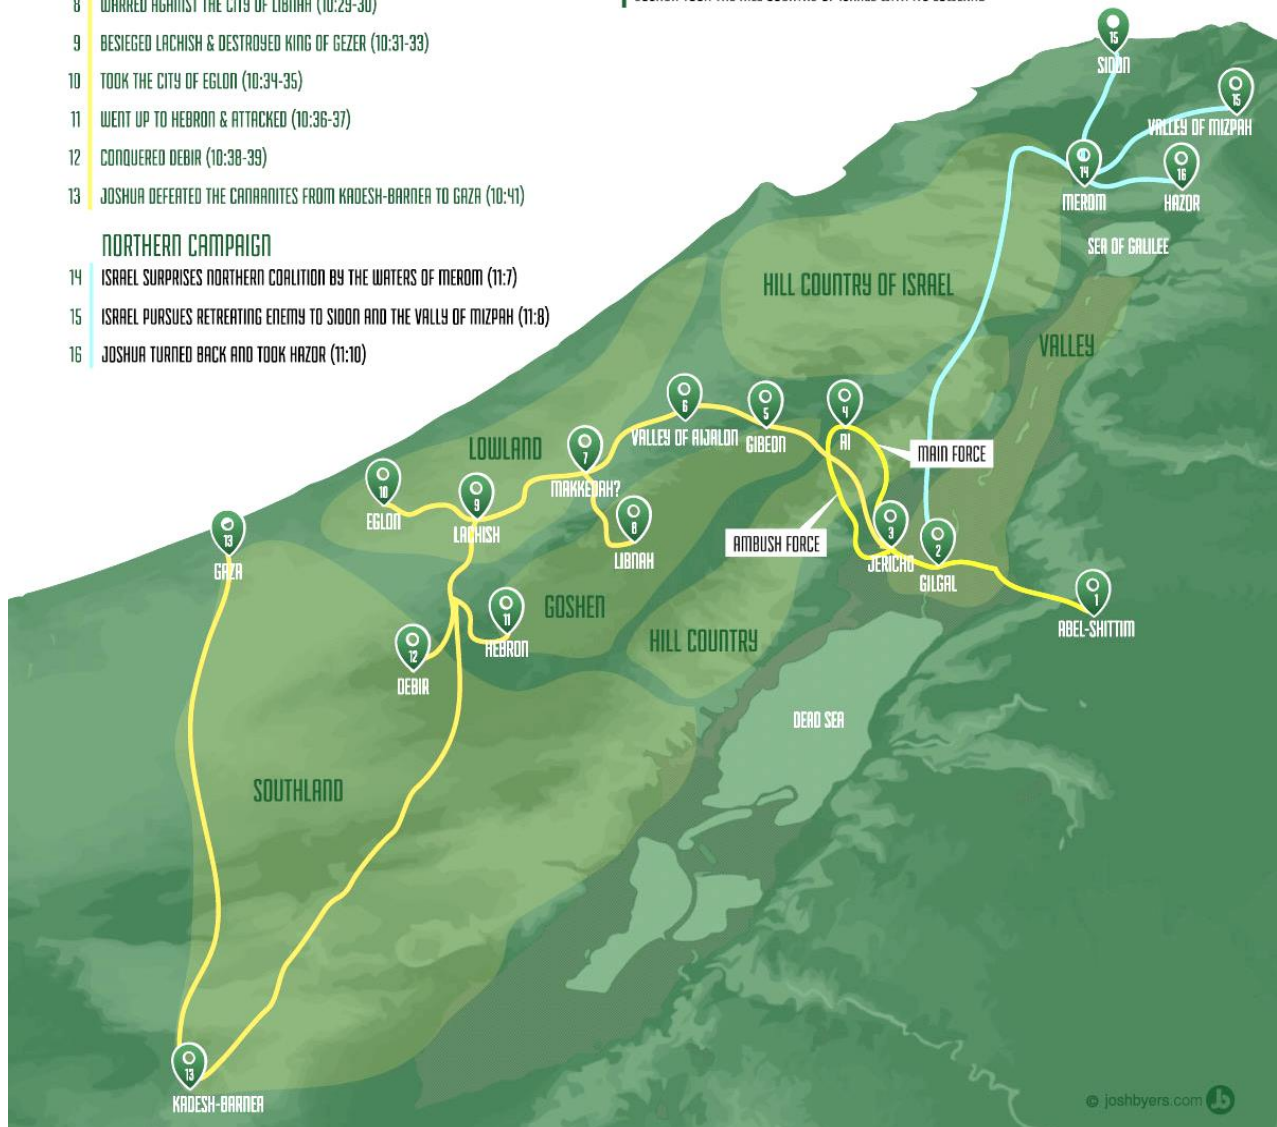 8 WARRED AGAINST THE CITY OF LIBNAH (10:29-30)
9 BESIEGED LACHISH & DESTROYED KING OF GEZER (10:31-33)
10 TOOK THE CITY OF EGLON (10:34-35)
11 WENT UP TO HEBRON & ATTACKED (10:36-37)
12 CONQUERED DEBIR (10:38-39)
13 JOSHUA DEFEATED THE CANAANITES FROM KADESH-BARNEA TO GAZA (10:41)
NORTHERN CAMPAIGN
14 ISRAEL SURPRISES NORTHERN COALITION BY THE WATERS OF MEROM (11:7)
15 ISRAEL PURSUES RETREATING ENEMY TO SIDON AND THE VALLY OF MIZPAH (11:8)
16 JOSHUA TURNED BACK AND TOOK HAZOR (11:10)
15
SIDON
15
VALLEY OF MIZPAH
14
MEROM
16
HAZOR
SEA OF GALILEE
HILL COUNTRY OF ISRAEL
VALLEY
6
VALLEY OF AIJALON
5
GIBEON
4
AI
MAIN FORCE
LOWLAND
7
MAKKEDAH?
10
EGLON
9
LACHISH
8
LIBNAH
AMBUSH FORCE
3
JERICHO
2
GILGAL
13
GAZA
1
ABEL-SHITTIM
GOSHEN
11
HEBRON
HILL COUNTRY
12
DEBIR
DEAD SEA
SOUTHLAND
13
KADESH-BARNEA
© joshbyers.com